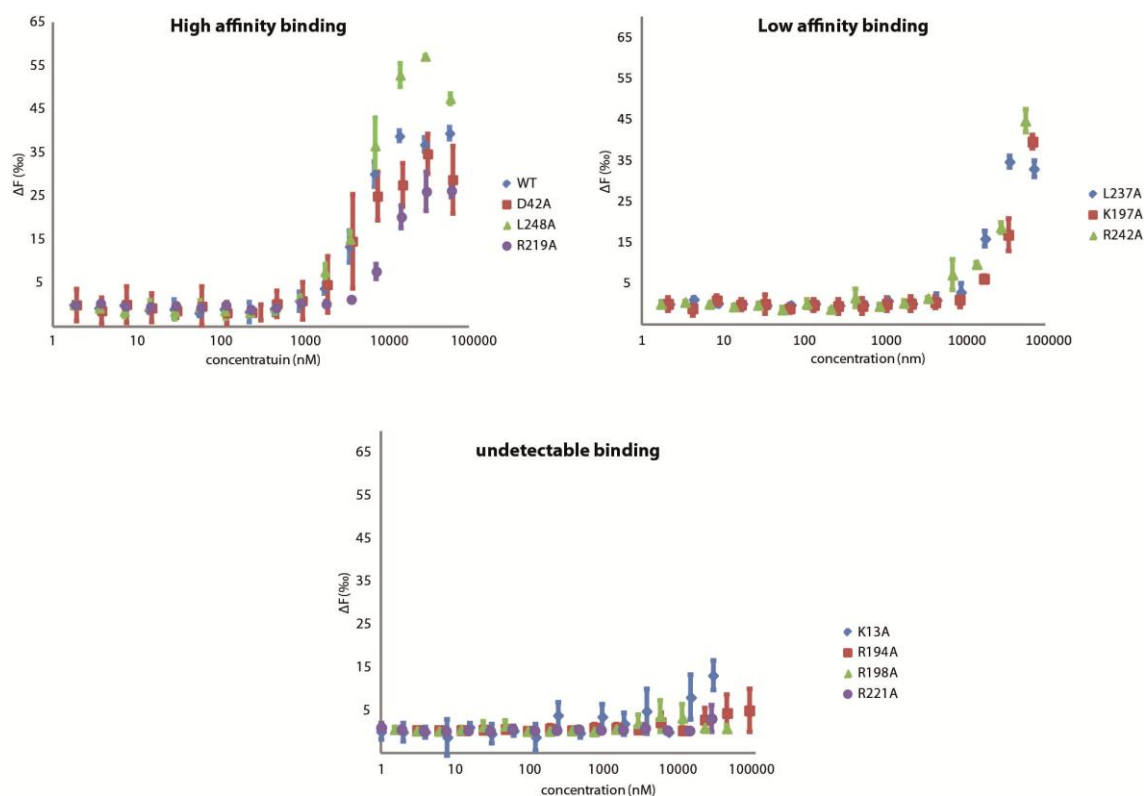 High affinity binding
65
55
45
35
25
15
5
ΔF (‰)
1
10
100
1000
10000
100000
concentratuin (nM)
WT
D42A
L248A
R219A
Low affinity binding
65
55
45
35
25
15
5
ΔF (‰)
1
10
100
1000
10000
100000
concentration (nm)
L237A
K197A
R242A
undetectable binding
65
55
45
35
25
15
5
ΔF (‰)
1
10
100
1000
10000
100000
concentration (nM)
K13A
R194A
R198A
R221A